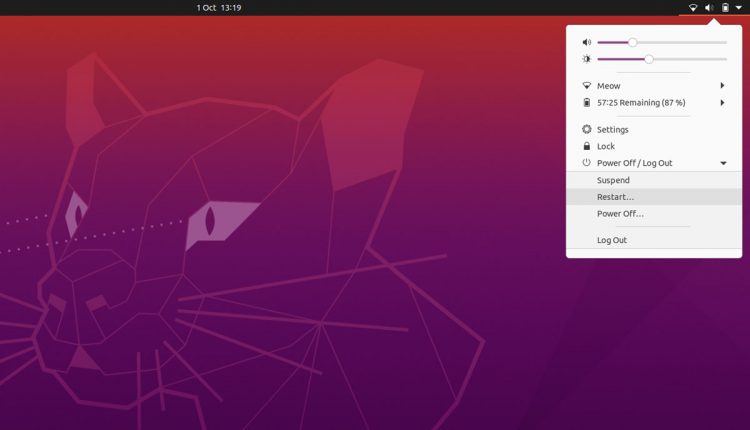 1 Oct 13:19
Meow
57:25 Remaining (87 %)
Settings
Lock
Power Off / Log Out
Suspend
Restart…
Power Off…
Log Out